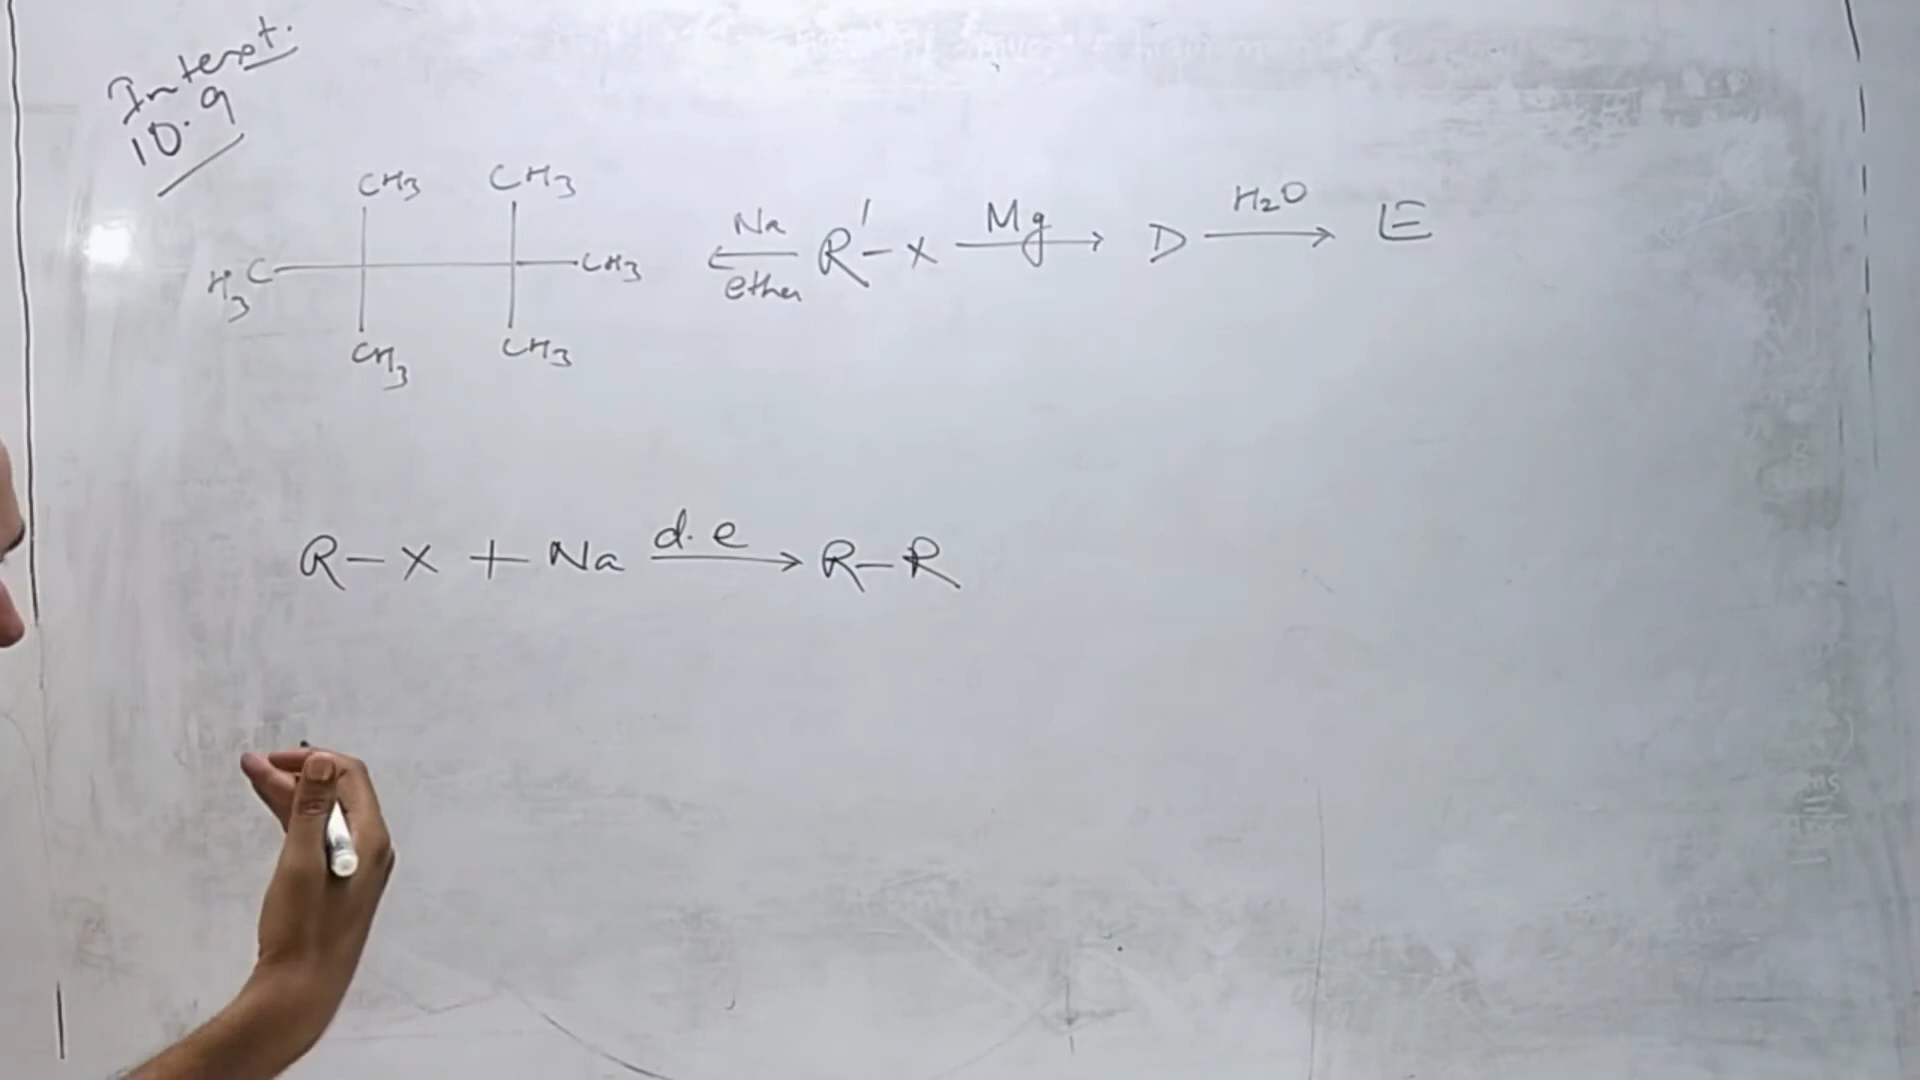 Intext.
10.9
CH3 CH3
H3C CH3 Na ether R'-X Mg D H2O E
CH3 CH3
R-X + Na d.e R-R